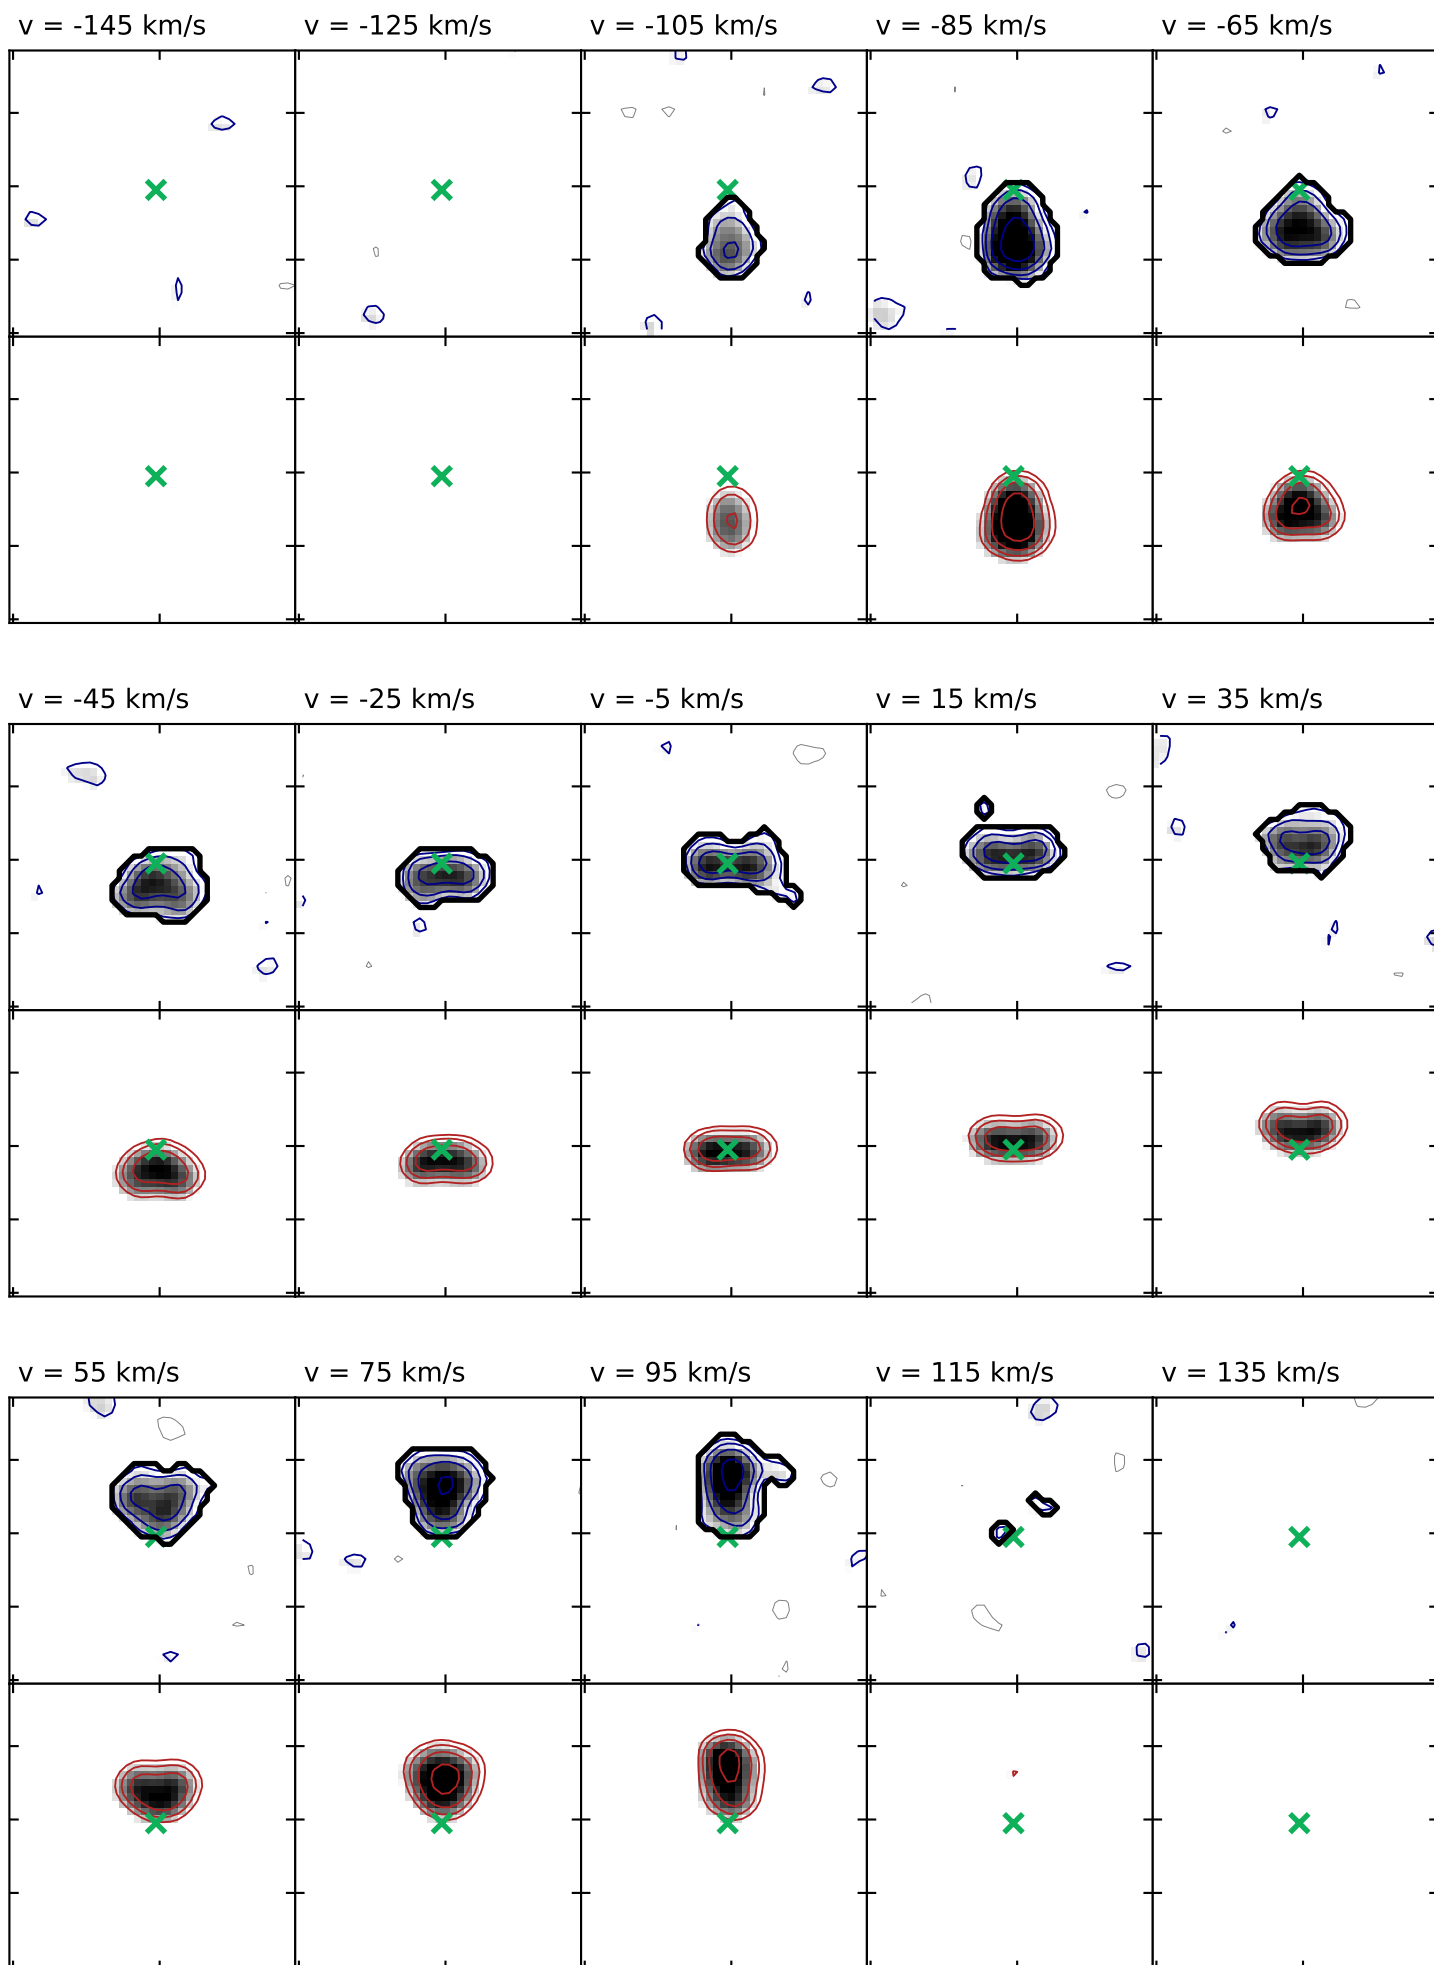 v = -145 km/s
v = -125 km/s
v = -105 km/s
v = -85 km/s
v = -65 km/s
v = -45 km/s
v = -25 km/s
v = -5 km/s
v = 15 km/s
v = 35 km/s
v = 55 km/s
v = 75 km/s
v = 95 km/s
v = 115 km/s
v = 135 km/s